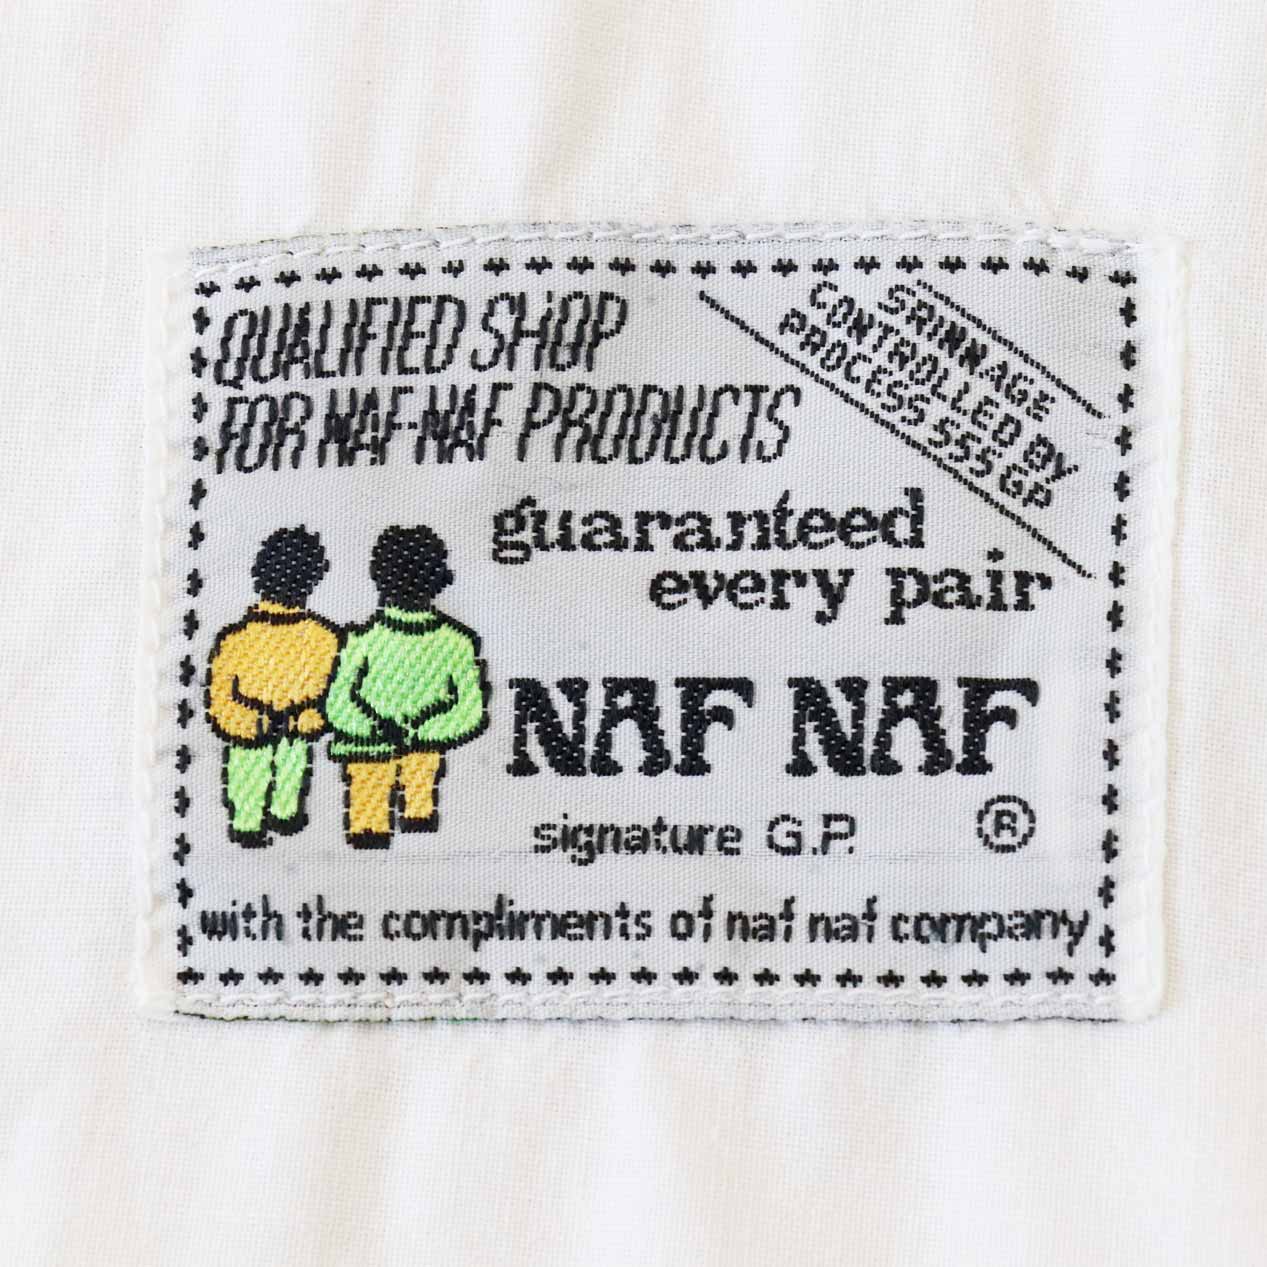 QUALIFIED SHOP
FOR NAF-NAF PRODUCTS
SRINNAGE
CONTROLLED BY
PROCESS 555 GP
guaranteed
every pair
NAF NAF
signature G.P.
®
with the compliments of naf naf company